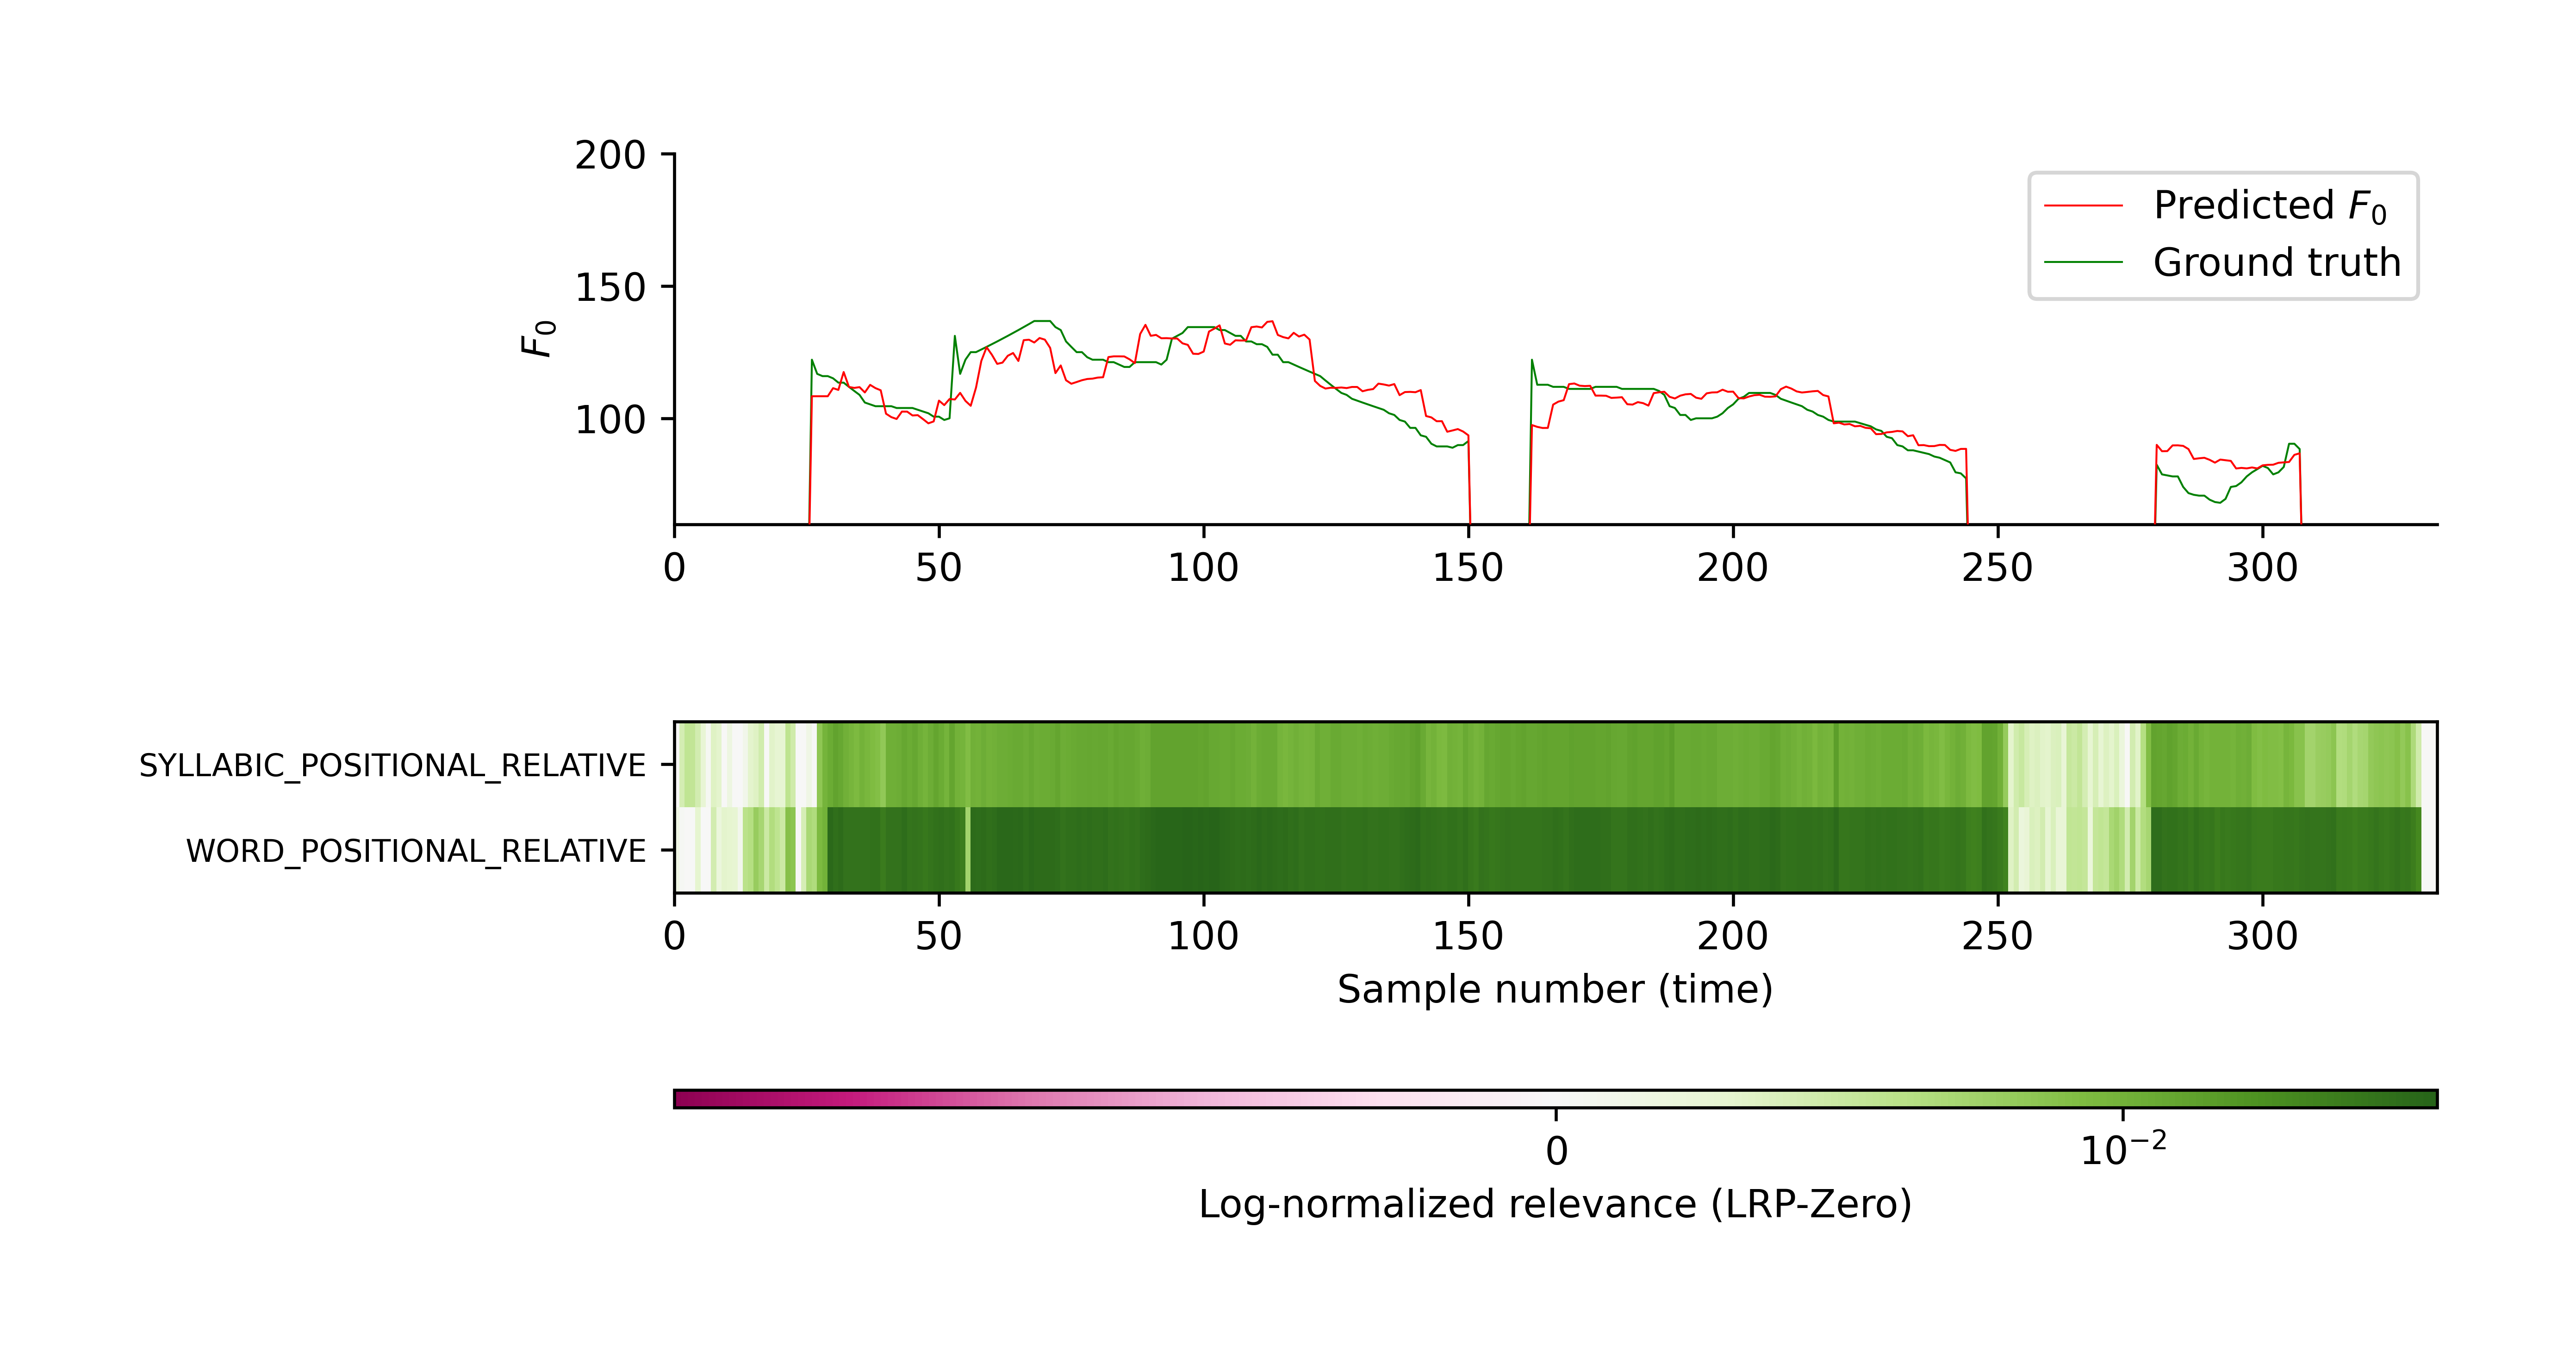 200
150
100
F0
Predicted F0
Ground truth
0 50 100 150 200 250 300
SYLLABIC_POSITIONAL_RELATIVE
WORD_POSITIONAL_RELATIVE
0 50 100 150 200 250 300
Sample number (time)
0 10−2
Log-normalized relevance (LRP-Zero)